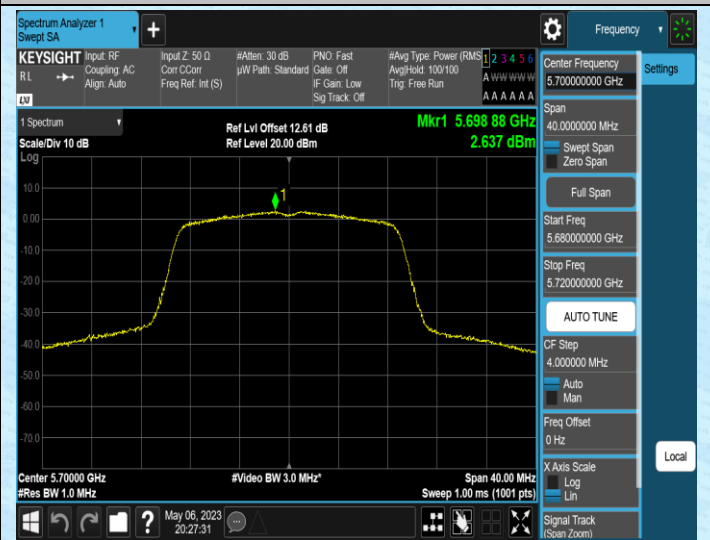 Spectrum Analyzer 1
Swept SA
Frequency
KEYSIGHT
Input: RF
Coupling: AC
Align: Auto
Input Z: 50 Ω
Corr CCorr
Freq Ref: Int (S)
#Atten: 30 dB
µW Path: Standard
PNO: Fast
Gate: Off
IF Gain: Low
Sig Track: Off
#Avg Type: Power (RMS
Avg|Hold: 100/100
Trig: Free Run
1 2 3 4 5 6
A W W W W W
A A A A A A
R L
LXI
1 Spectrum
Scale/Div 10 dB
Log
Ref Lvl Offset 12.61 dB
Ref Level 20.00 dBm
Mkr1 5.698 88 GHz
2.637 dBm
1
10.0
0.00
-10.0
-20.0
-30.0
-40.0
-50.0
-60.0
-70.0
Center 5.70000 GHz
#Res BW 1.0 MHz
#Video BW 3.0 MHz*
Span 40.00 MHz
Sweep 1.00 ms (1001 pts)
May 06, 2023
20:27:31
Center Frequency
5.700000000 GHz
Span
40.0000000 MHz
Swept Span
Zero Span
Full Span
Start Freq
5.680000000 GHz
Stop Freq
5.720000000 GHz
AUTO TUNE
CF Step
4.000000 MHz
Auto
Man
Freq Offset
0 Hz
X Axis Scale
Log
Lin
Signal Track
(Span Zoom)
Settings
Local